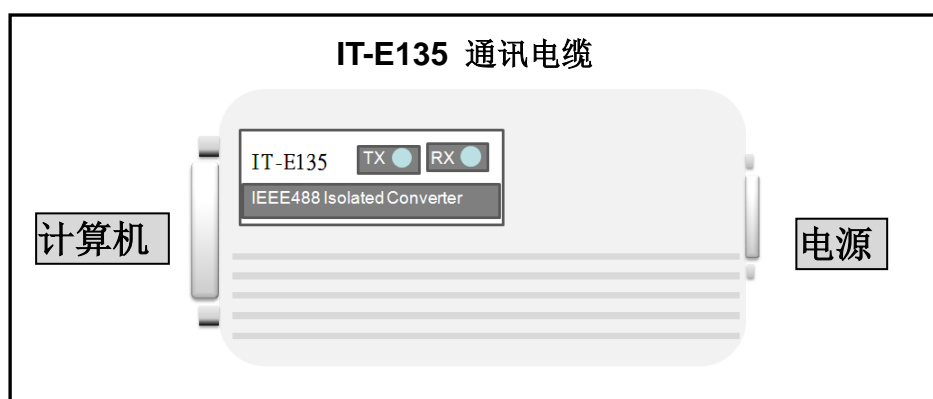 IT-E135 通讯电缆
IT-E135 TX RX
IEEE488 Isolated Converter
计算机
电源